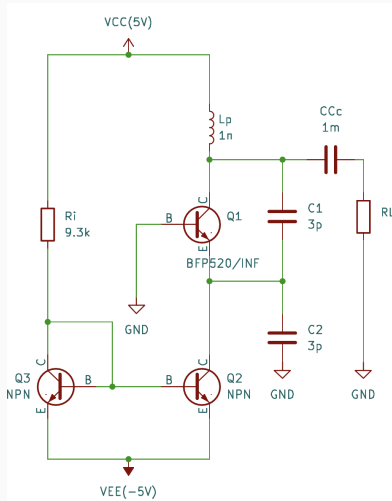 VCC(5V)
Lp
1n
CCc
1m
Ri
9.3k
C
B
Q1
E
BFP520/INF
C1
3p
RL
GND
C2
3p
Q3
NPN
C
B
E
B
C
Q2
NPN
E
GND
GND
VEE(-5V)